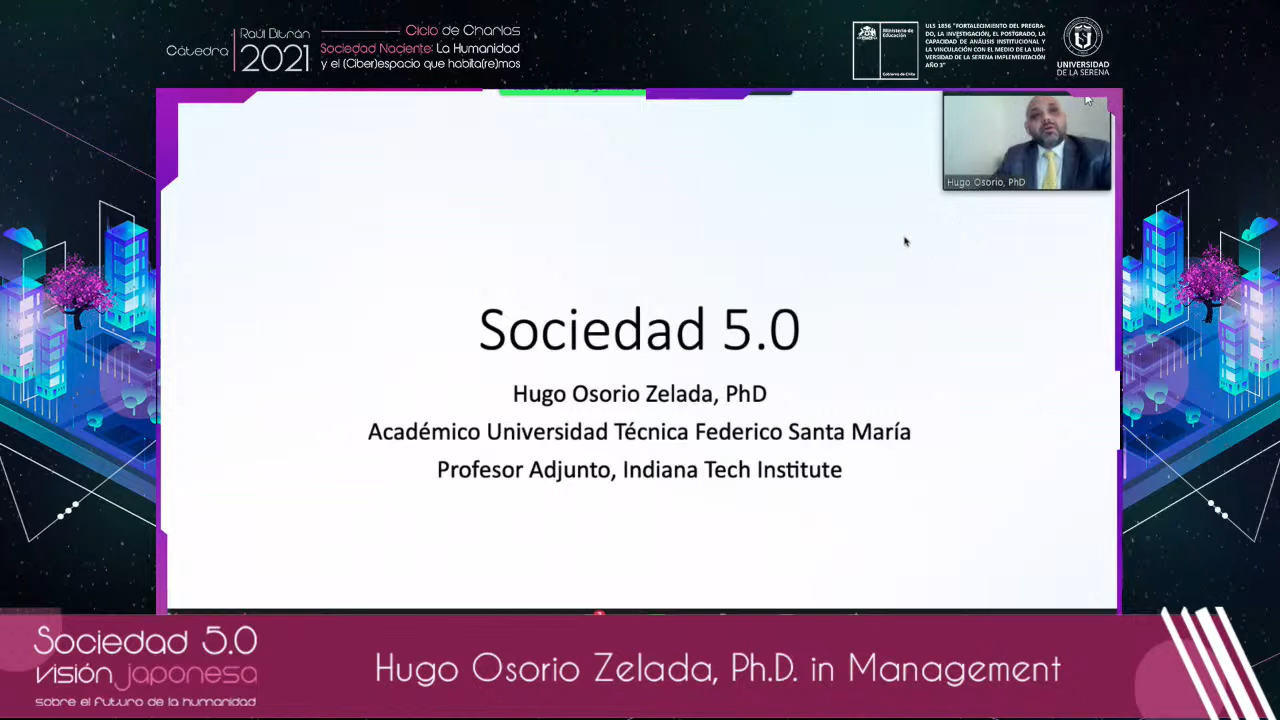 Cátedra
Raúl Bitrán
2021
Ciclo de Charlas
Sociedad Naciente: La Humanidad
y el (Ciber)espacio que habita(re)mos
Ministerio de
Educación
Gobierno de Chile
ULS 1856 "FORTALECIMIENTO DEL PREGRA-
DO, LA INVESTIGACIÓN, EL POSTGRADO, LA
CAPACIDAD DE ANÁLISIS INSTITUCIONAL Y
LA VINCULACIÓN CON EL MEDIO DE LA UNI-
VERSIDAD DE LA SERENA IMPLEMENTACIÓN
AÑO 3"
UNIVERSIDAD
DE LA SERENA
Hugo Osorio, PhD
Sociedad 5.0
Hugo Osorio Zelada, PhD
Académico Universidad Técnica Federico Santa María
Profesor Adjunto, Indiana Tech Institute
Sociedad 5.0
visión japonesa
sobre el futuro de la humanidad
Hugo Osorio Zelada, Ph.D. in Management